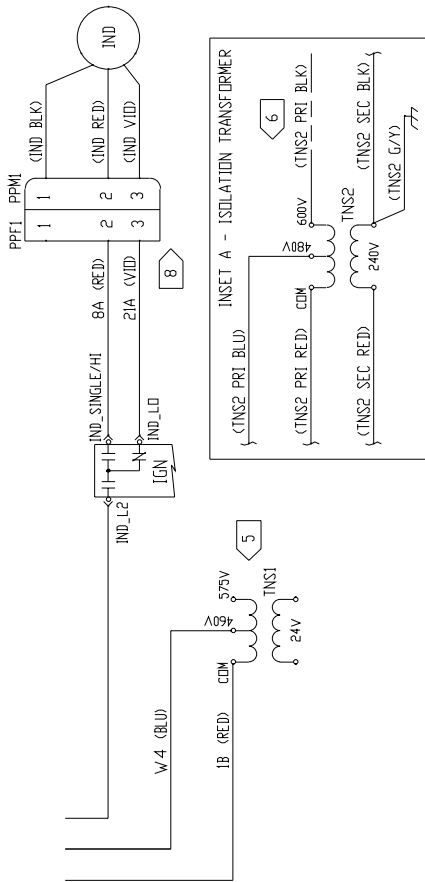 IND
(IND BLK)
(IND RED)
(IND VIO)
PPF1 PPM1
1 1
2 2
3 3
8A (RED)
21A (VIO)
8
IND_SINGLE/HI
IND_LO
IGN
IND_L2
W4 (BLU)
1B (RED)
COM
460V
575V
TNS1
24V
5
INSET A - ISOLATION TRANSFORMER
6
(TNS2 PRI BLU)
(TNS2 PRI RED)
(TNS2 PRI BLK)
COM
480V
600V
TNS2
240V
(TNS2 SEC RED)
(TNS2 SEC BLK)
(TNS2 G/Y)